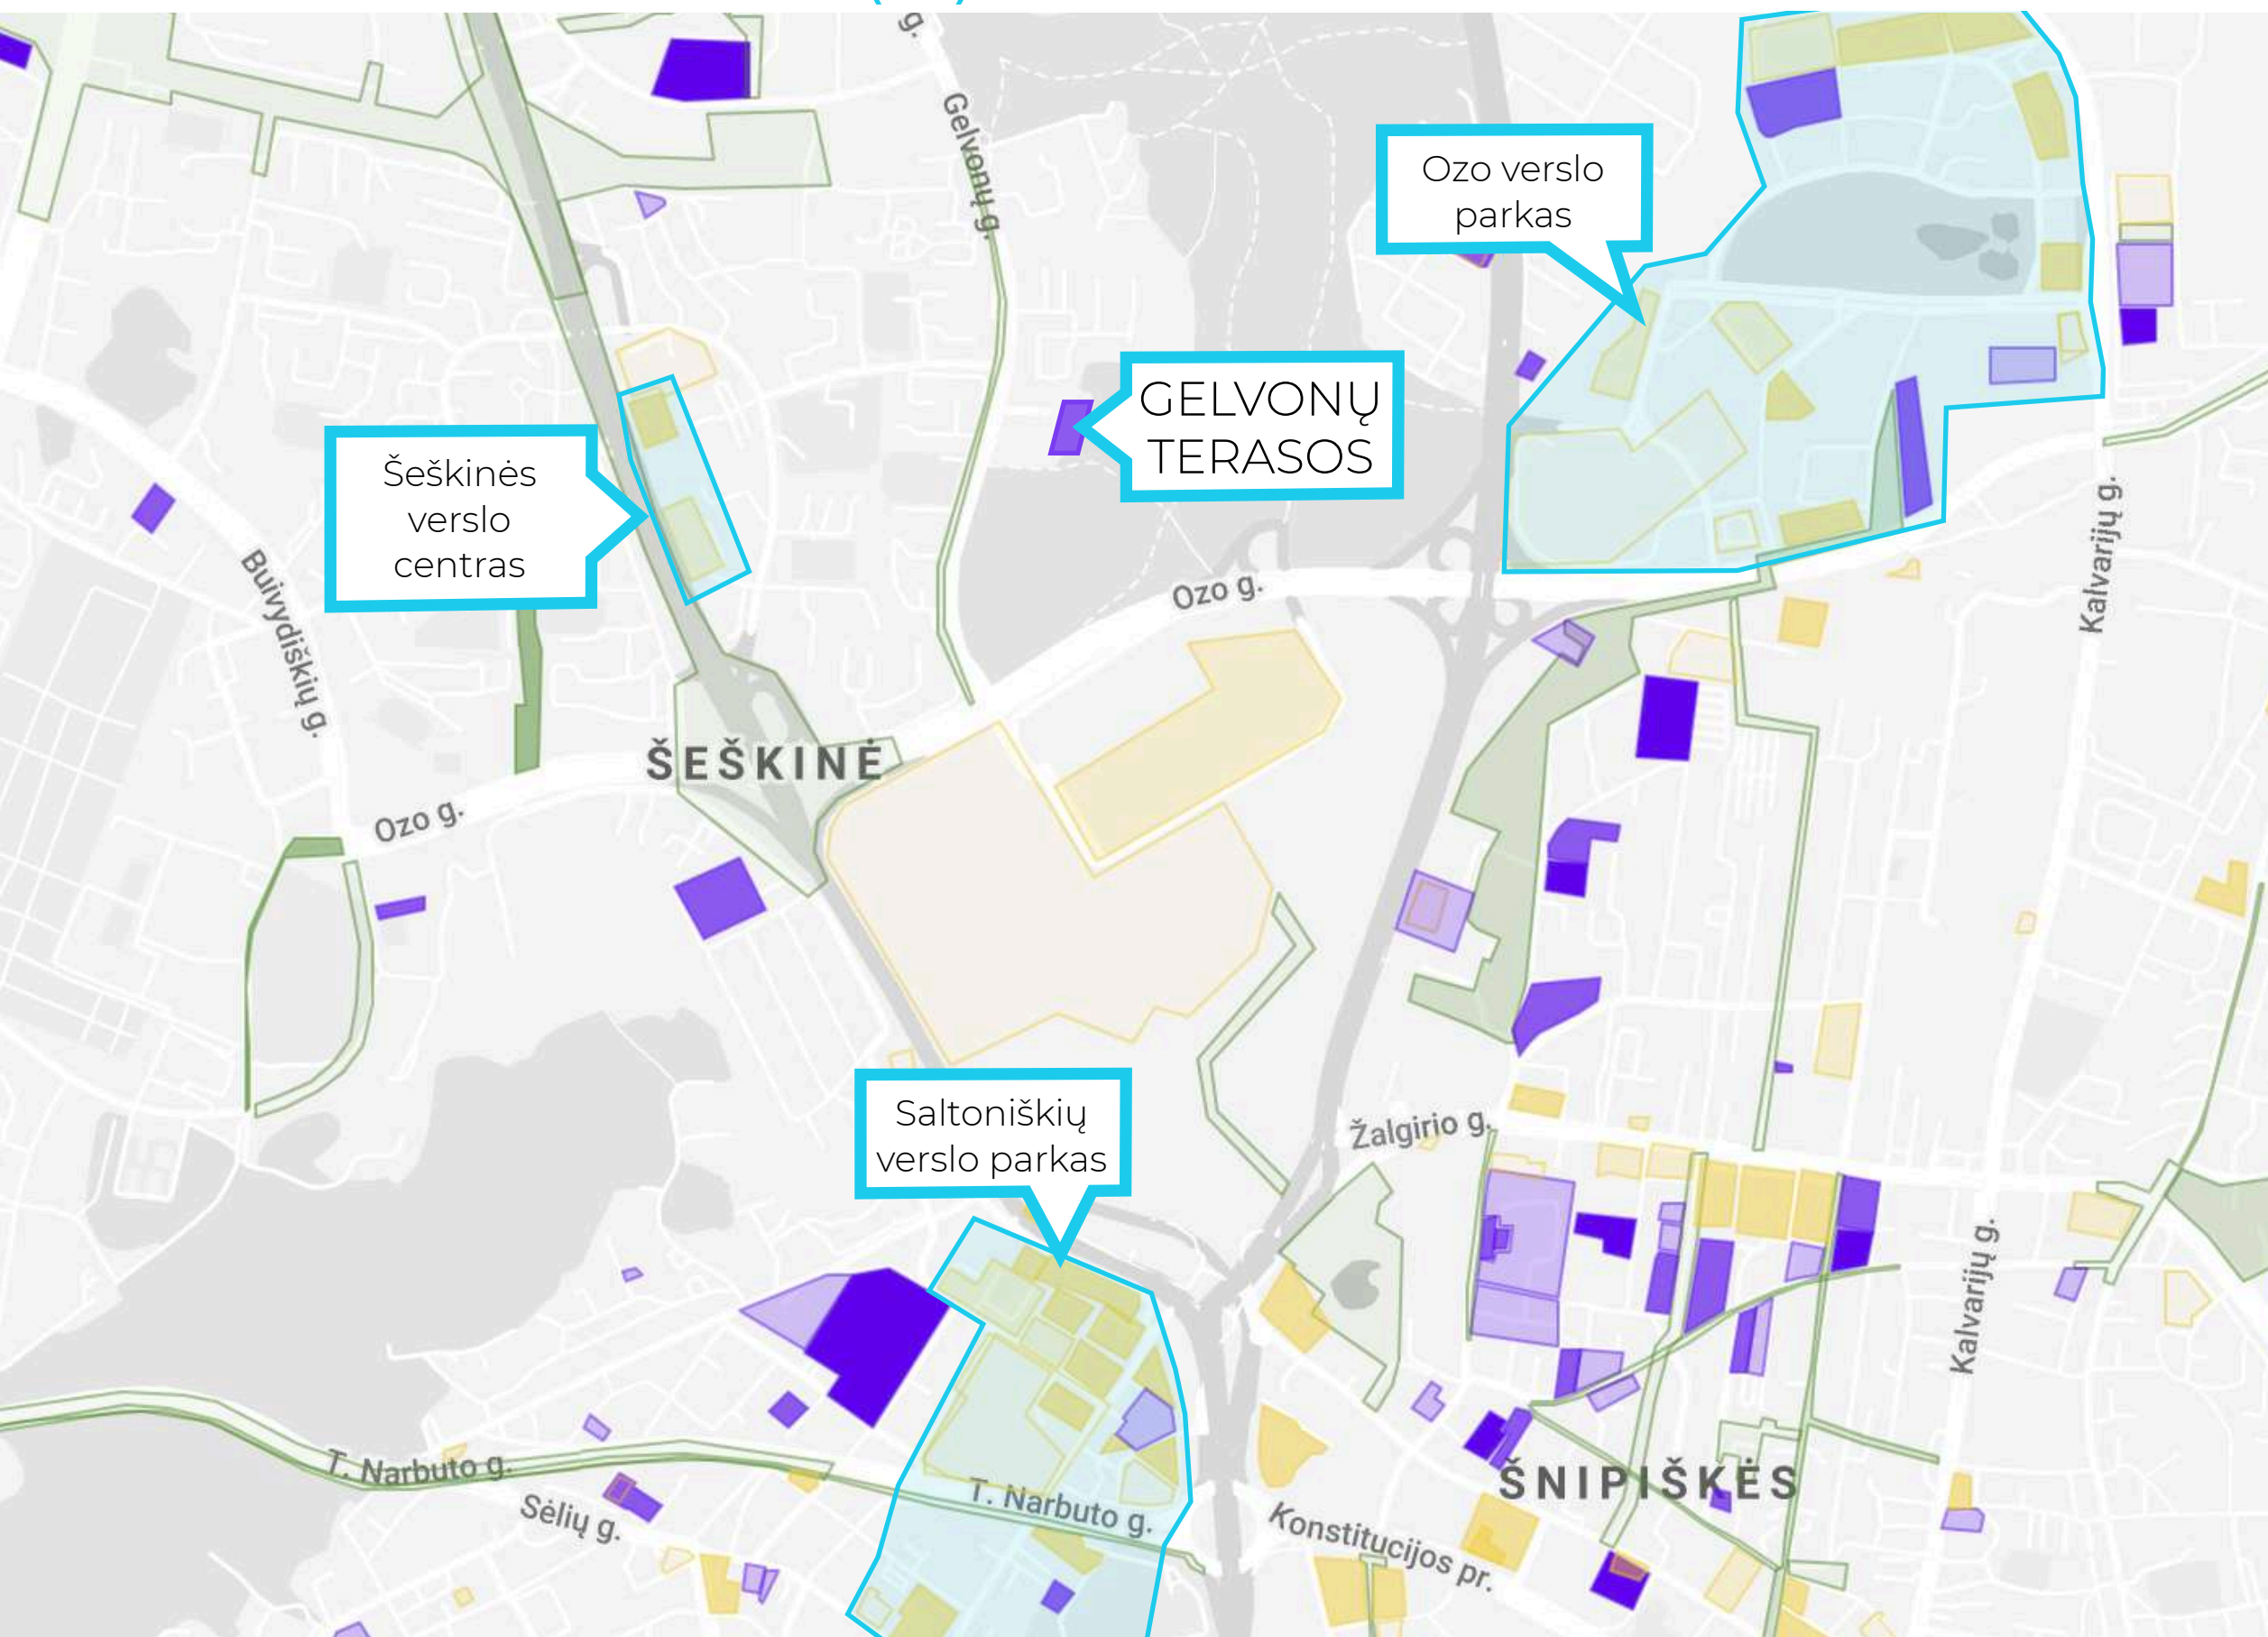 g.
Gelvonų g.
Ozo verslo
parkas
GELVONŲ
TERASOS
Šeškinės
verslo
centras
Buivydiškių g.
Kalvarijų g.
Ozo g.
ŠEŠKINĖ
Ozo g.
Saltoniškių
verslo parkas
Žalgirio g.
Kalvarijų g.
T. Narbuto g.
Sėlių g.
T. Narbuto g.
ŠNIPIŠKĖS
Konstitucijos pr.